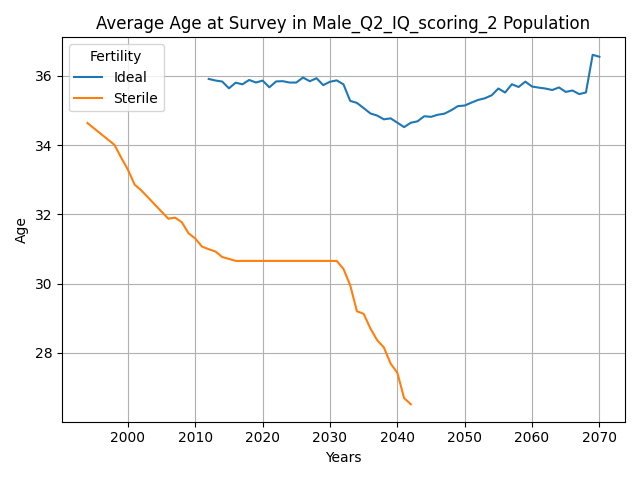 Average Age at Survey in Male_Q2_IQ_scoring_2 Population
Fertility
Ideal
Sterile
Age
36
34
32
30
28
2000 2010 2020 2030 2040 2050 2060 2070
Years